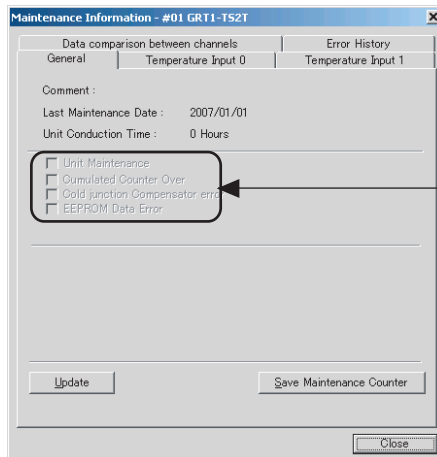 Maintenance Information - #01 GRT1-TS2T
Data comparison between channels
Error History
General
Temperature Input 0
Temperature Input 1
Comment :
Last Maintenance Date : 2007/01/01
Unit Conduction Time : 0 Hours
Unit Maintenance
Cumulated Counter Over
Cold junction Compensator error
EEPROM Data Error
Update
Save Maintenance Counter
Close